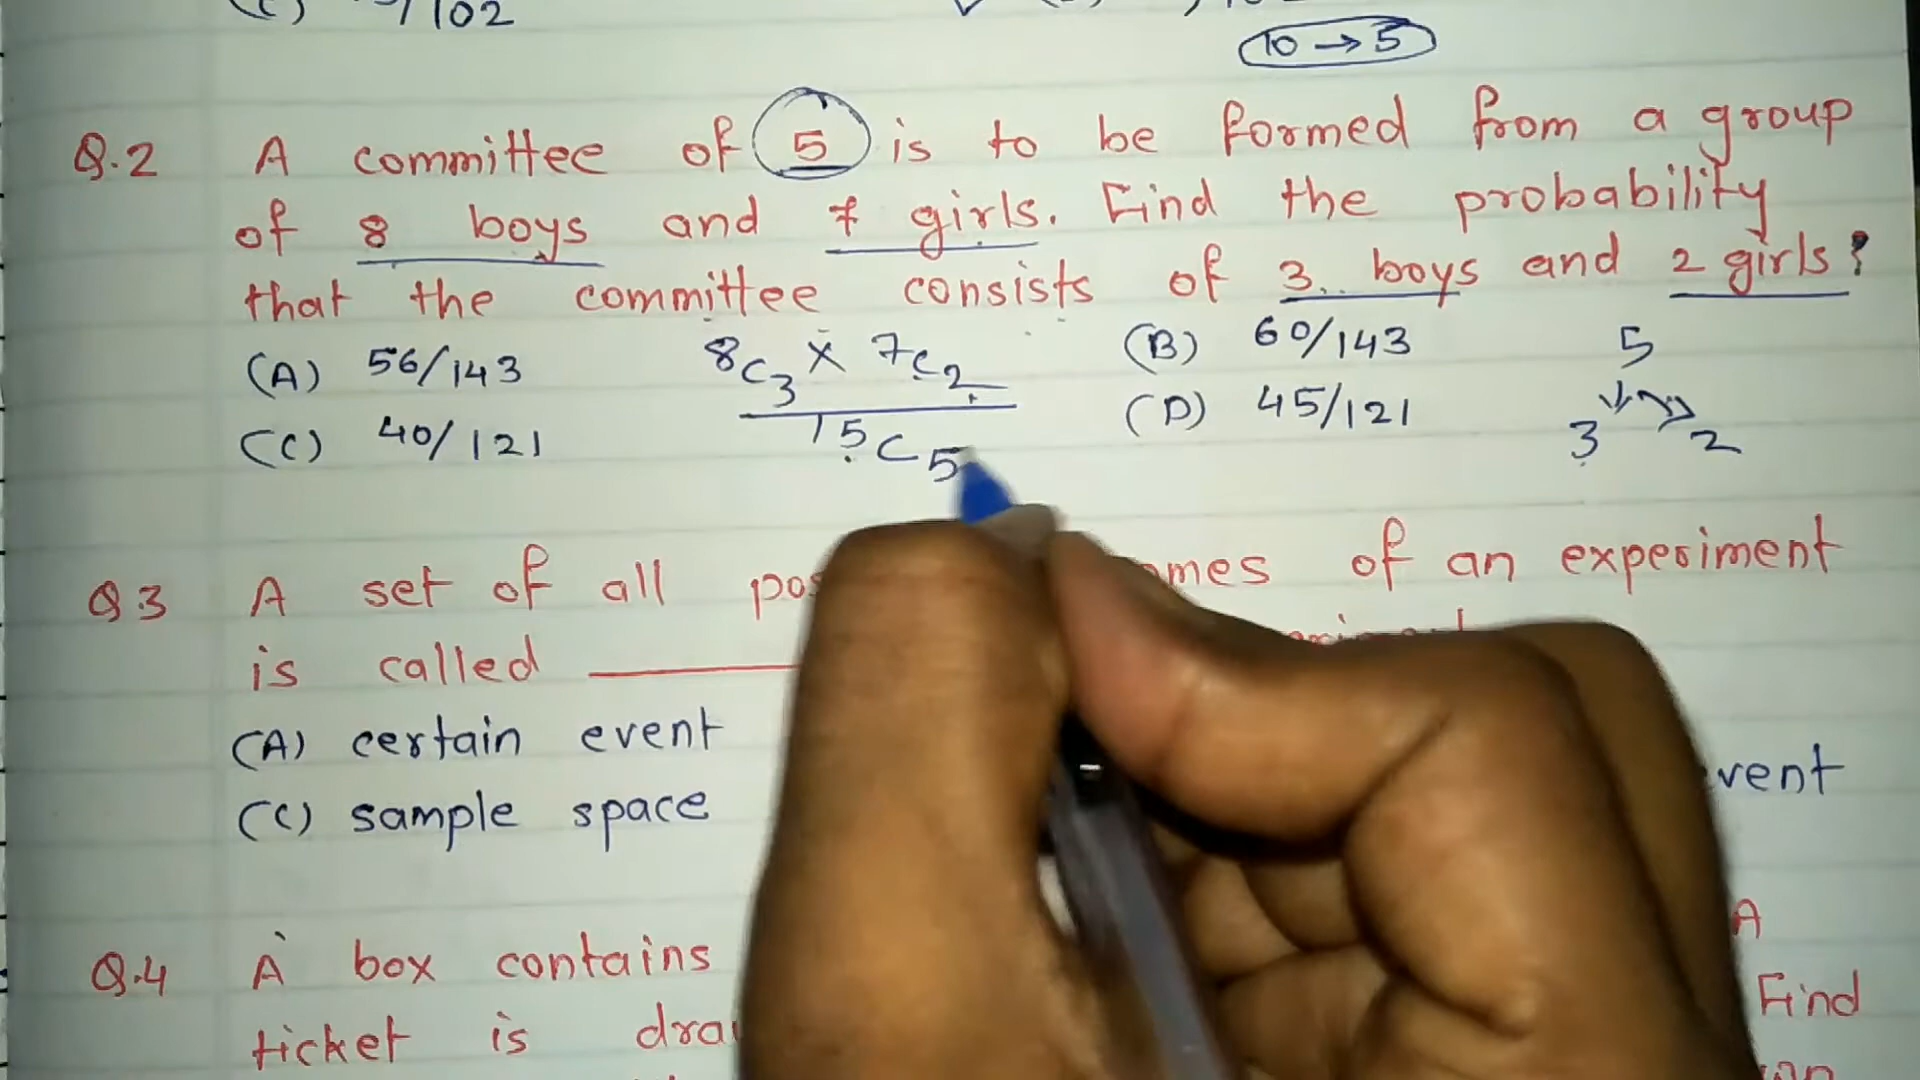 /102
10 → 5
Q.2 A committee of 5 is to be formed from a group
of 8 boys and 7 girls. Find the probability
that the committee consists of 3 boys and 2 girls?
(A) 56/143
(B) 60/143
(C) 40/121
(D) 45/121
8C3 × 7C2
15C5
5
3 2
Q3 A set of all of an experiment
is called
(A) certain event
(C) sample space
Q.4 A box contains A
ticket is Find